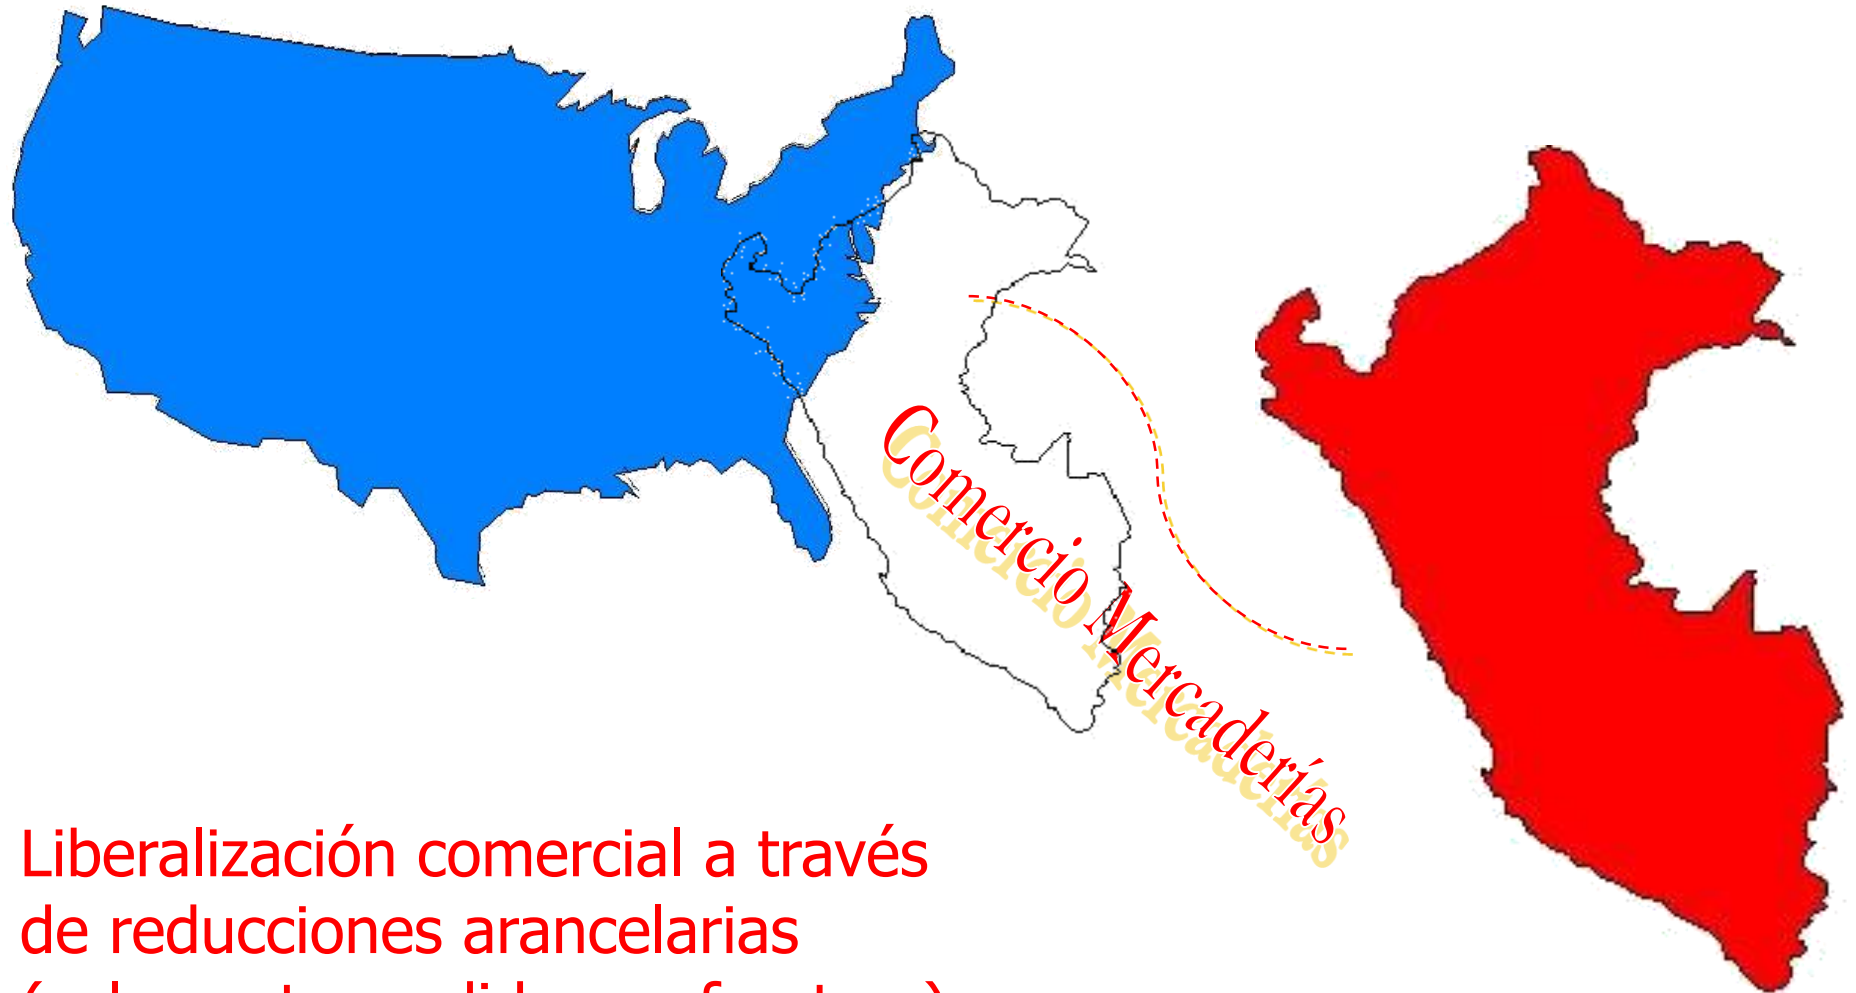 Comercio Mercaderías
Liberalización comercial a través
de reducciones arancelarias